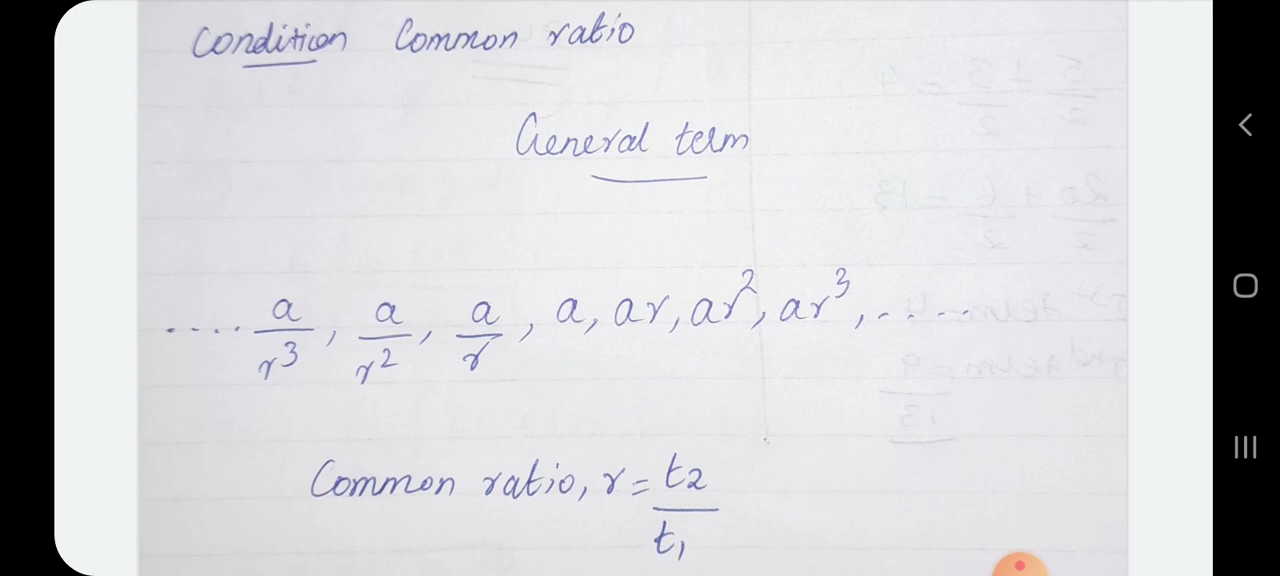 Condition Common ratio
General term
.... a/r³, a/r², a/r, a, ar, ar², ar³, .....
Common ratio, r = t2/t1